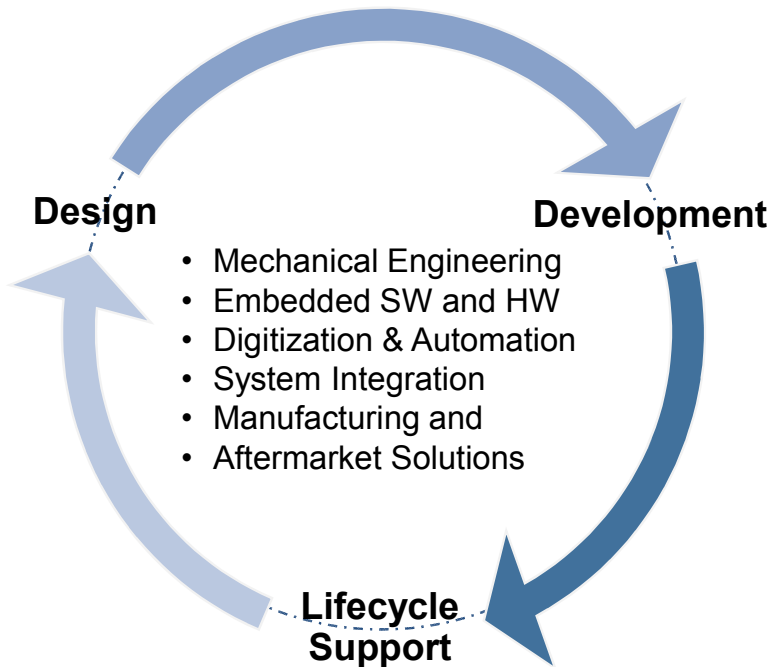 Design
Development
• Mechanical Engineering
• Embedded SW and HW
• Digitization & Automation
• System Integration
• Manufacturing and
• Aftermarket Solutions
Lifecycle
Support